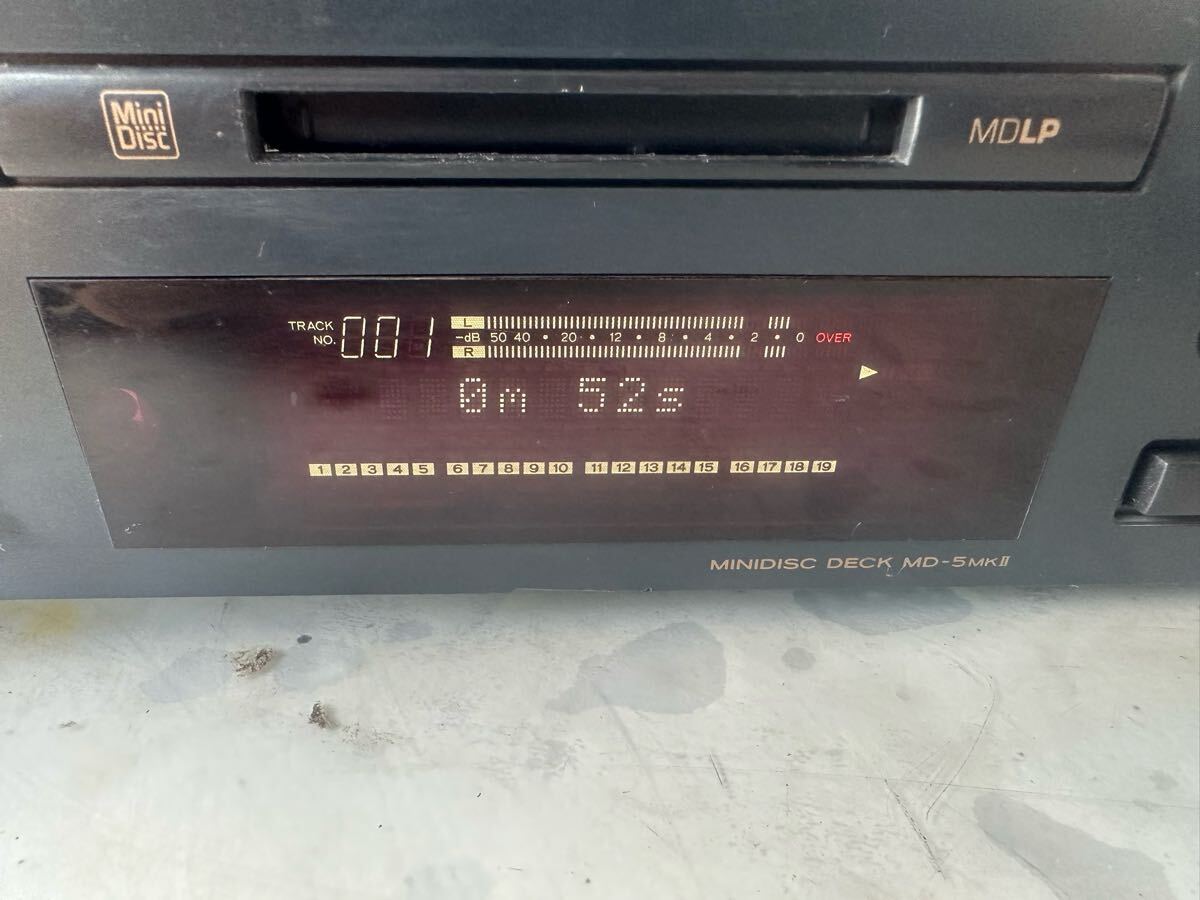 Mini
Disc
MDLP
TRACK
NO.
001
L
-dB 50 40 • 20 • 12 • 8 • 4 • 2 • 0 OVER
R
0m 52s
1 2 3 4 5 6 7 8 9 10 11 12 13 14 15 16 17 18 19
MINIDISC DECK MD-5MKII